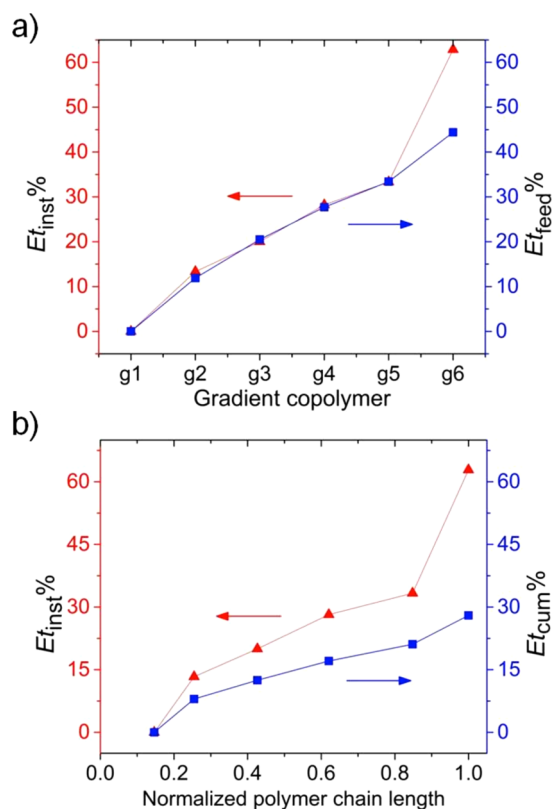 a)
60
50
40
30
20
10
0
Et_inst%
60
50
40
30
20
10
0
Et_feed%
g1 g2 g3 g4 g5 g6
Gradient copolymer
b)
60
45
30
15
0
Et_inst%
60
45
30
15
0
Et_cum%
0.0 0.2 0.4 0.6 0.8 1.0
Normalized polymer chain length